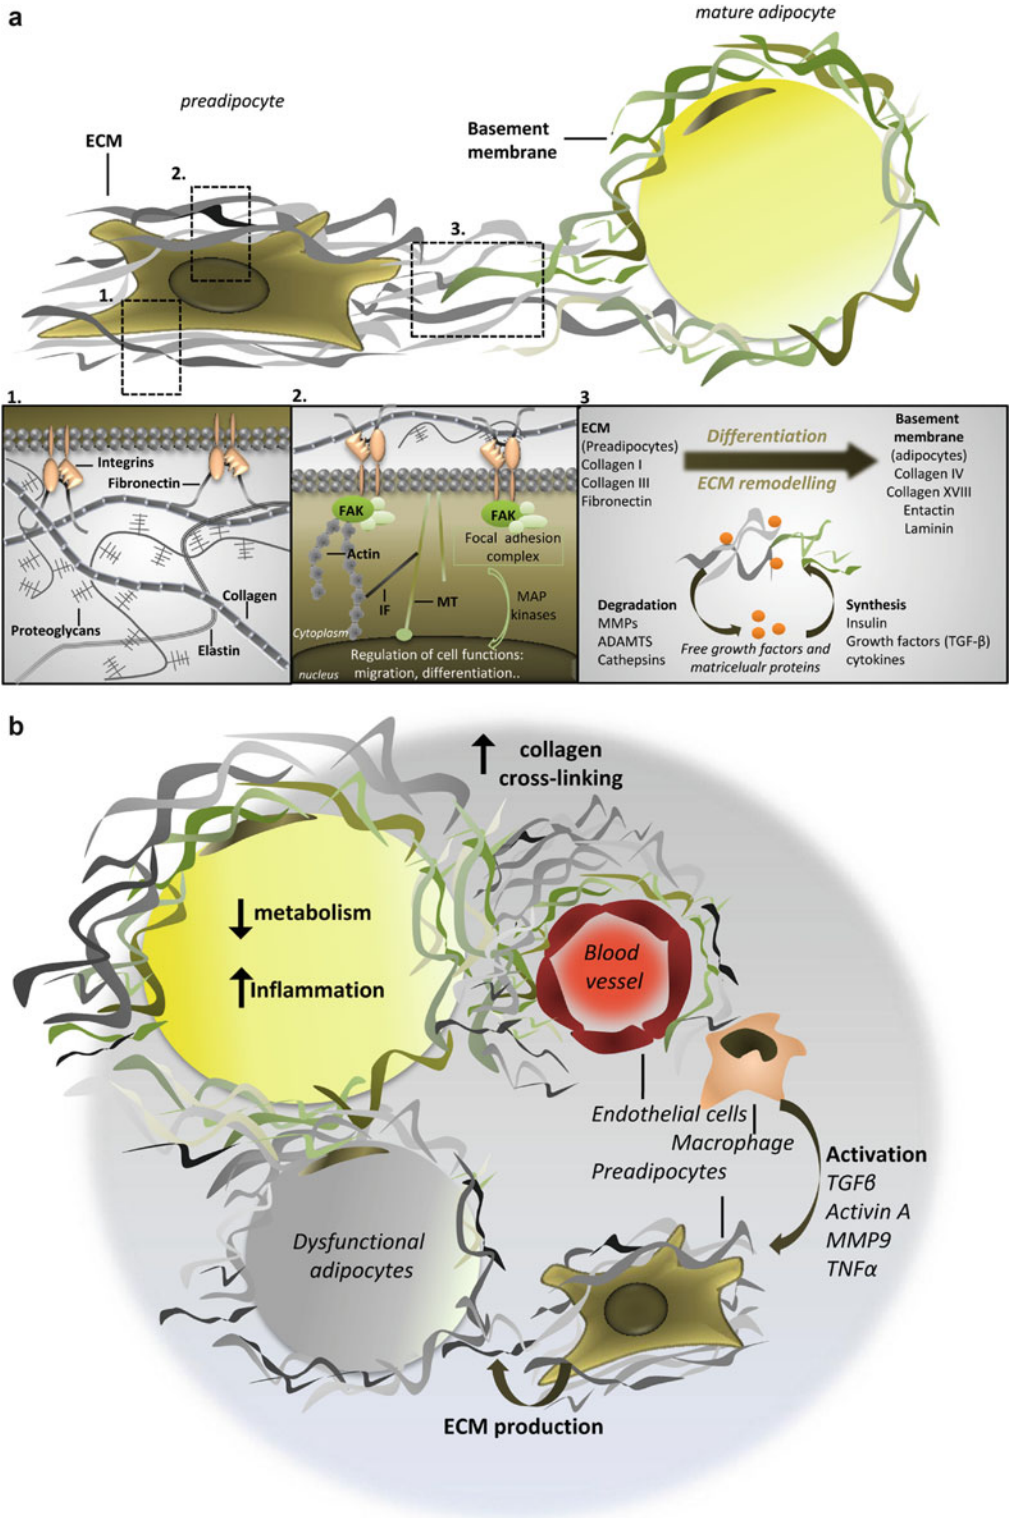 a
mature adipocyte
preadipocyte
Basement
membrane
ECM
2.
3.
1.
1.
Integrins
Fibronectin
Collagen
Proteoglycans
Elastin
2.
FAK
FAK
Focal adhesion
complex
Actin
IF
MT
MAP
kinases
Cytoplasm
Regulation of cell functions:
migration, differentiation..
nucleus
3
ECM
(Preadipocytes)
Collagen I
Collagen III
Fibronectin
Differentiation
ECM remodelling
Basement
membrane
(adipocytes)
Collagen IV
Collagen XVIII
Entactin
Laminin
Degradation
MMPs
ADAMTS
Cathepsins
Free growth factors and
matricelualr proteins
Synthesis
Insulin
Growth factors (TGF-β)
cytokines
b
collagen
cross-linking
metabolism
Inflammation
Blood
vessel
Endothelial cells
Macrophage
Preadipocytes
Activation
TGFβ
Activin A
MMP9
TNFα
Dysfunctional
adipocytes
ECM production